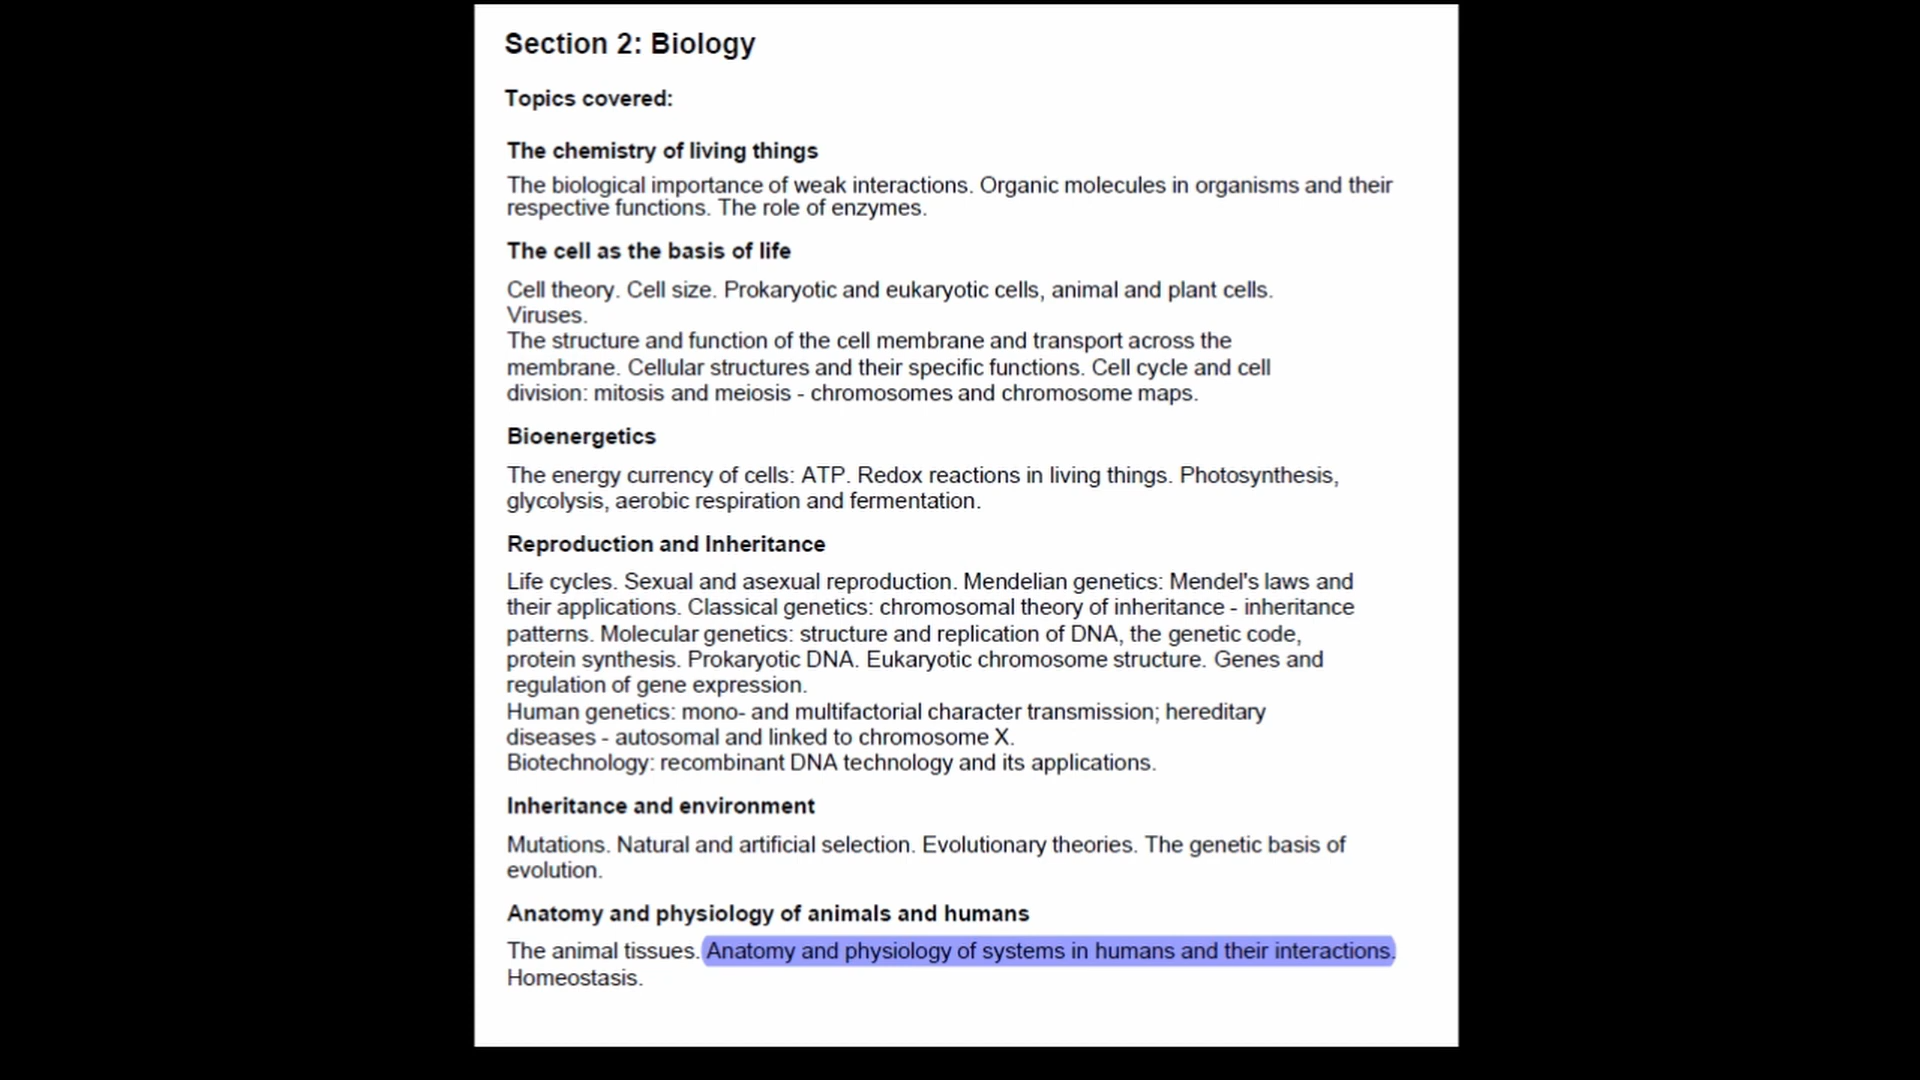 Section 2: Biology
Topics covered:
The chemistry of living things
The biological importance of weak interactions. Organic molecules in organisms and their
respective functions. The role of enzymes.
The cell as the basis of life
Cell theory. Cell size. Prokaryotic and eukaryotic cells, animal and plant cells.
Viruses.
The structure and function of the cell membrane and transport across the
membrane. Cellular structures and their specific functions. Cell cycle and cell
division: mitosis and meiosis - chromosomes and chromosome maps.
Bioenergetics
The energy currency of cells: ATP. Redox reactions in living things. Photosynthesis,
glycolysis, aerobic respiration and fermentation.
Reproduction and Inheritance
Life cycles. Sexual and asexual reproduction. Mendelian genetics: Mendel's laws and
their applications. Classical genetics: chromosomal theory of inheritance - inheritance
patterns. Molecular genetics: structure and replication of DNA, the genetic code,
protein synthesis. Prokaryotic DNA. Eukaryotic chromosome structure. Genes and
regulation of gene expression.
Human genetics: mono- and multifactorial character transmission; hereditary
diseases - autosomal and linked to chromosome X.
Biotechnology: recombinant DNA technology and its applications.
Inheritance and environment
Mutations. Natural and artificial selection. Evolutionary theories. The genetic basis of
evolution.
Anatomy and physiology of animals and humans
The animal tissues. Anatomy and physiology of systems in humans and their interactions.
Homeostasis.